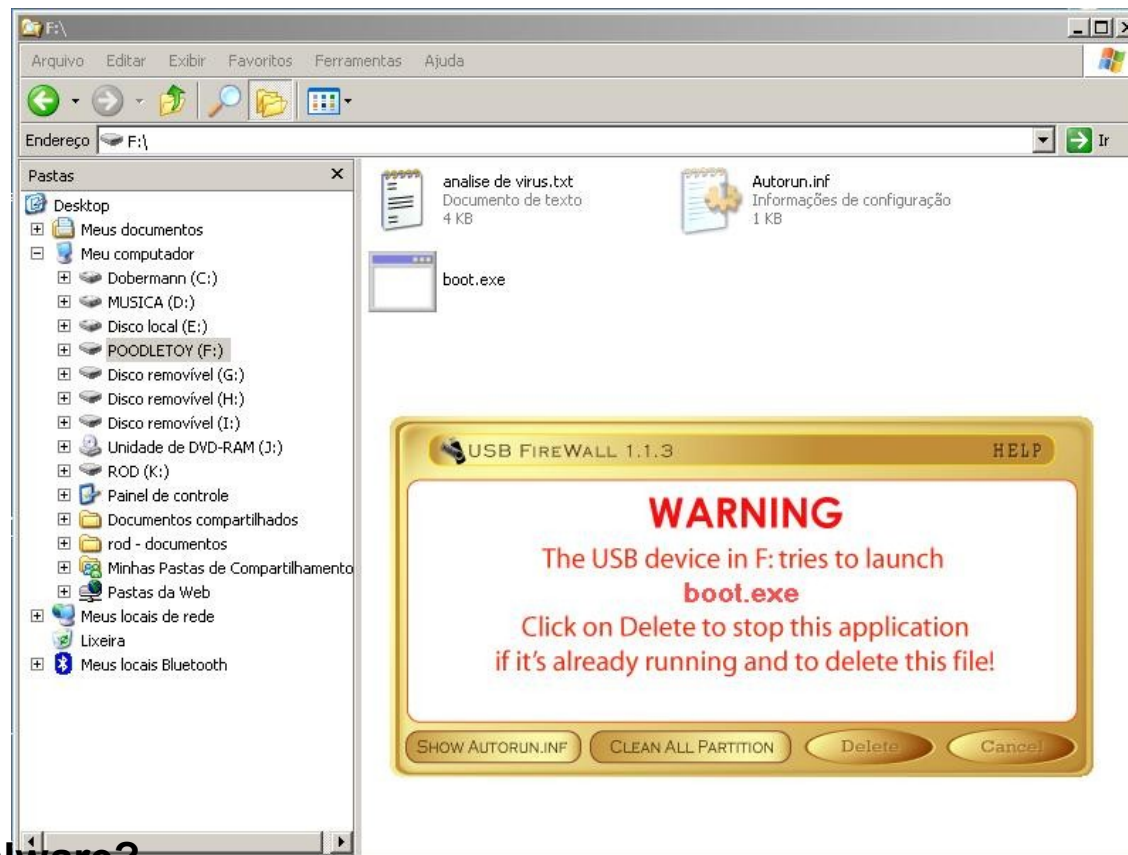 F:\
Arquivo Editar Exibir Favoritos Ferramentas Ajuda
Endereço F:\ Ir
Pastas
Desktop
Meus documentos
Meu computador
Dobermann (C:)
MUSICA (D:)
Disco local (E:)
POODLETOY (F:)
Disco removível (G:)
Disco removível (H:)
Disco removível (I:)
Unidade de DVD-RAM (J:)
ROD (K:)
Painel de controle
Documentos compartilhados
rod - documentos
Minhas Pastas de Compartilhamento
Pastas da Web
Meus locais de rede
Lixeira
Meus locais Bluetooth
analise de virus.txt
Documento de texto
4 KB
Autorun.inf
Informações de configuração
1 KB
boot.exe
USB FIREWALL 1.1.3 HELP
WARNING
The USB device in F: tries to launch
boot.exe
Click on Delete to stop this application
if it's already running and to delete this file!
SHOW AUTORUN.INF CLEAN ALL PARTITION Delete Cancel